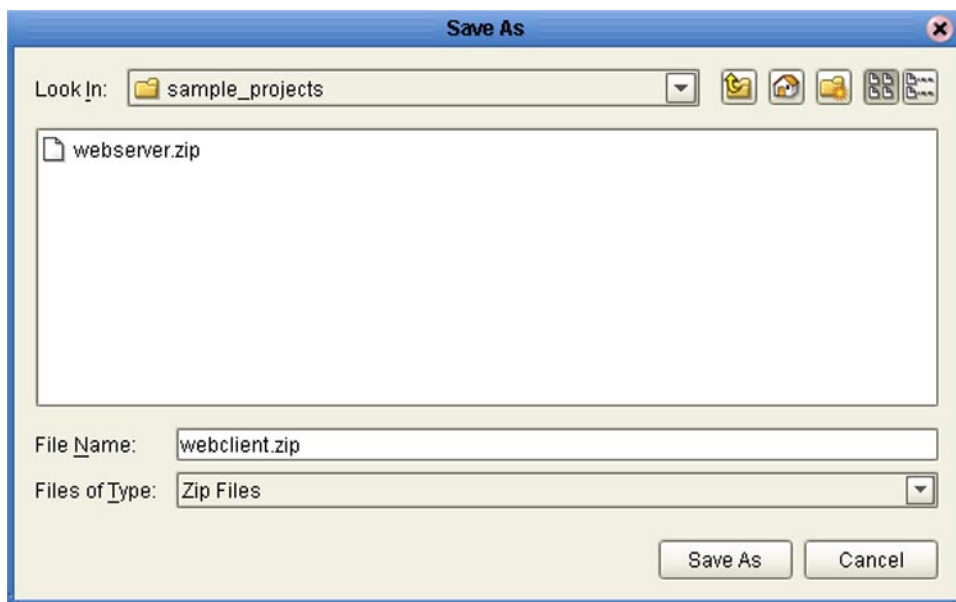 Save As
Look In: sample_projects
webserver.zip
File Name: webclient.zip
Files of Type: Zip Files
Save As Cancel